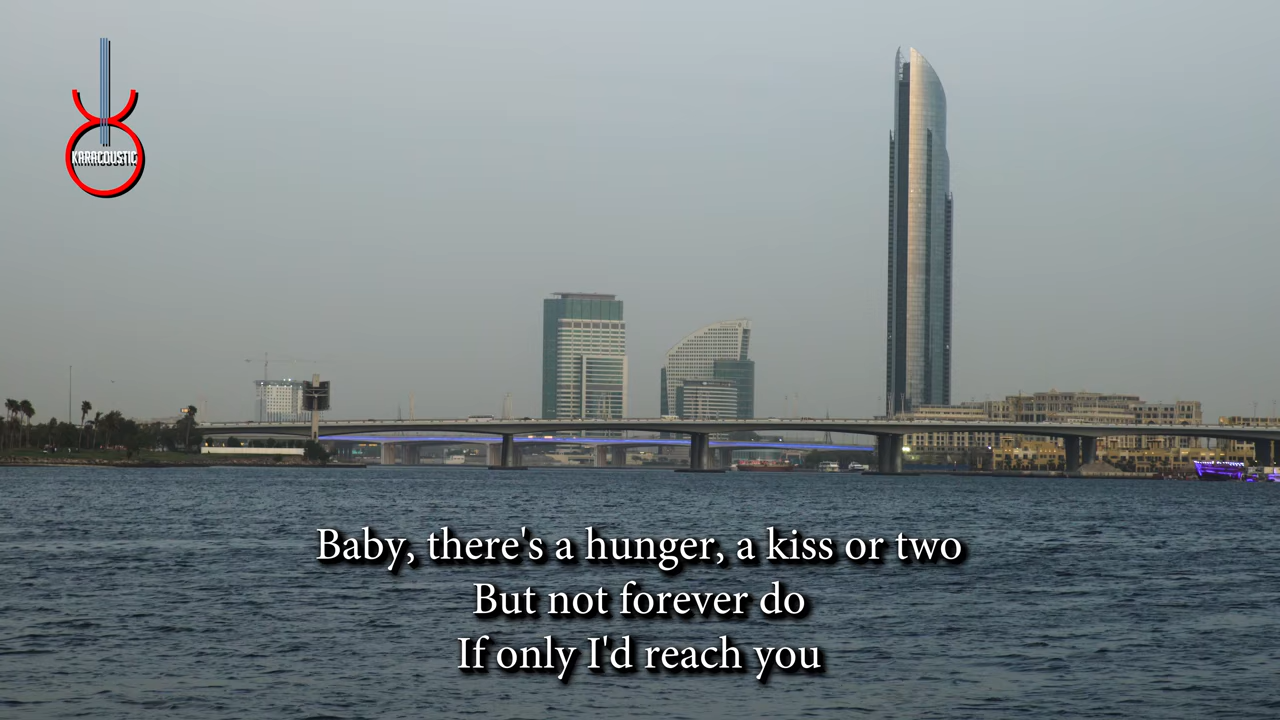 KARACOUSTIC
Baby, there's a hunger, a kiss or two
But not forever do
If only I'd reach you